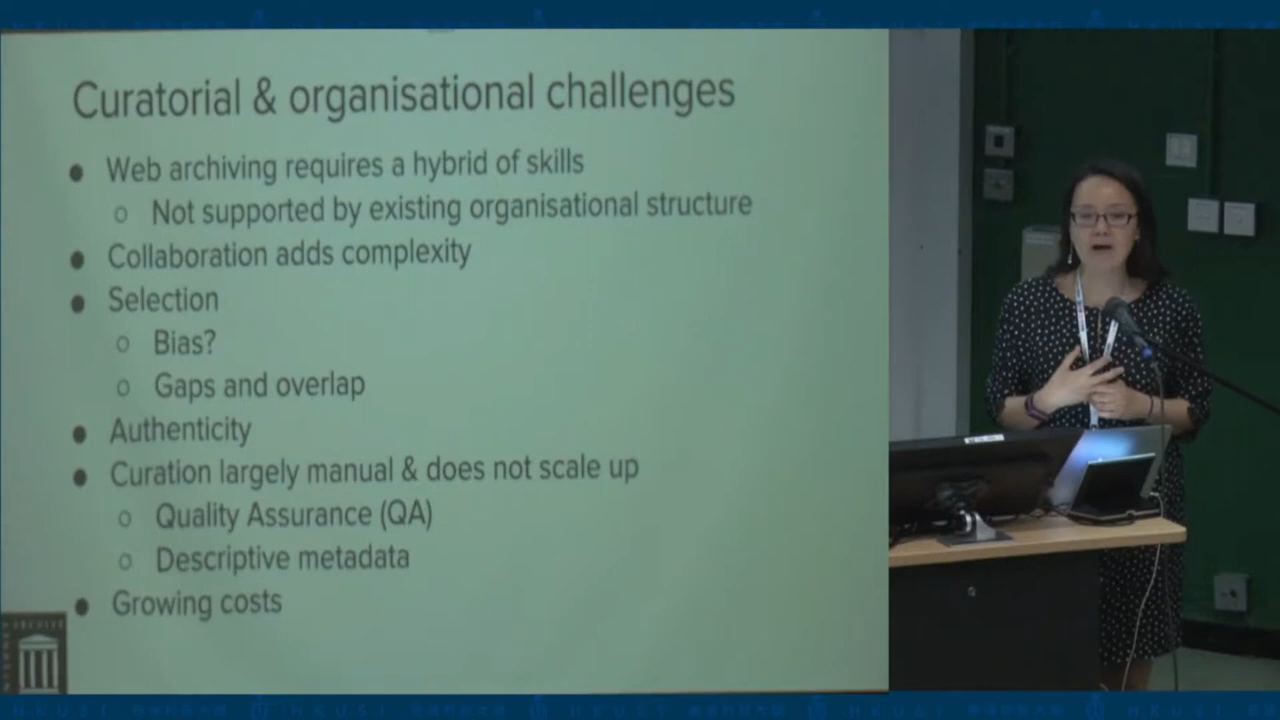 Curatorial & organisational challenges
● Web archiving requires a hybrid of skills
o Not supported by existing organisational structure
● Collaboration adds complexity
● Selection
o Bias?
o Gaps and overlap
● Authenticity
● Curation largely manual & does not scale up
o Quality Assurance (QA)
o Descriptive metadata
● Growing costs